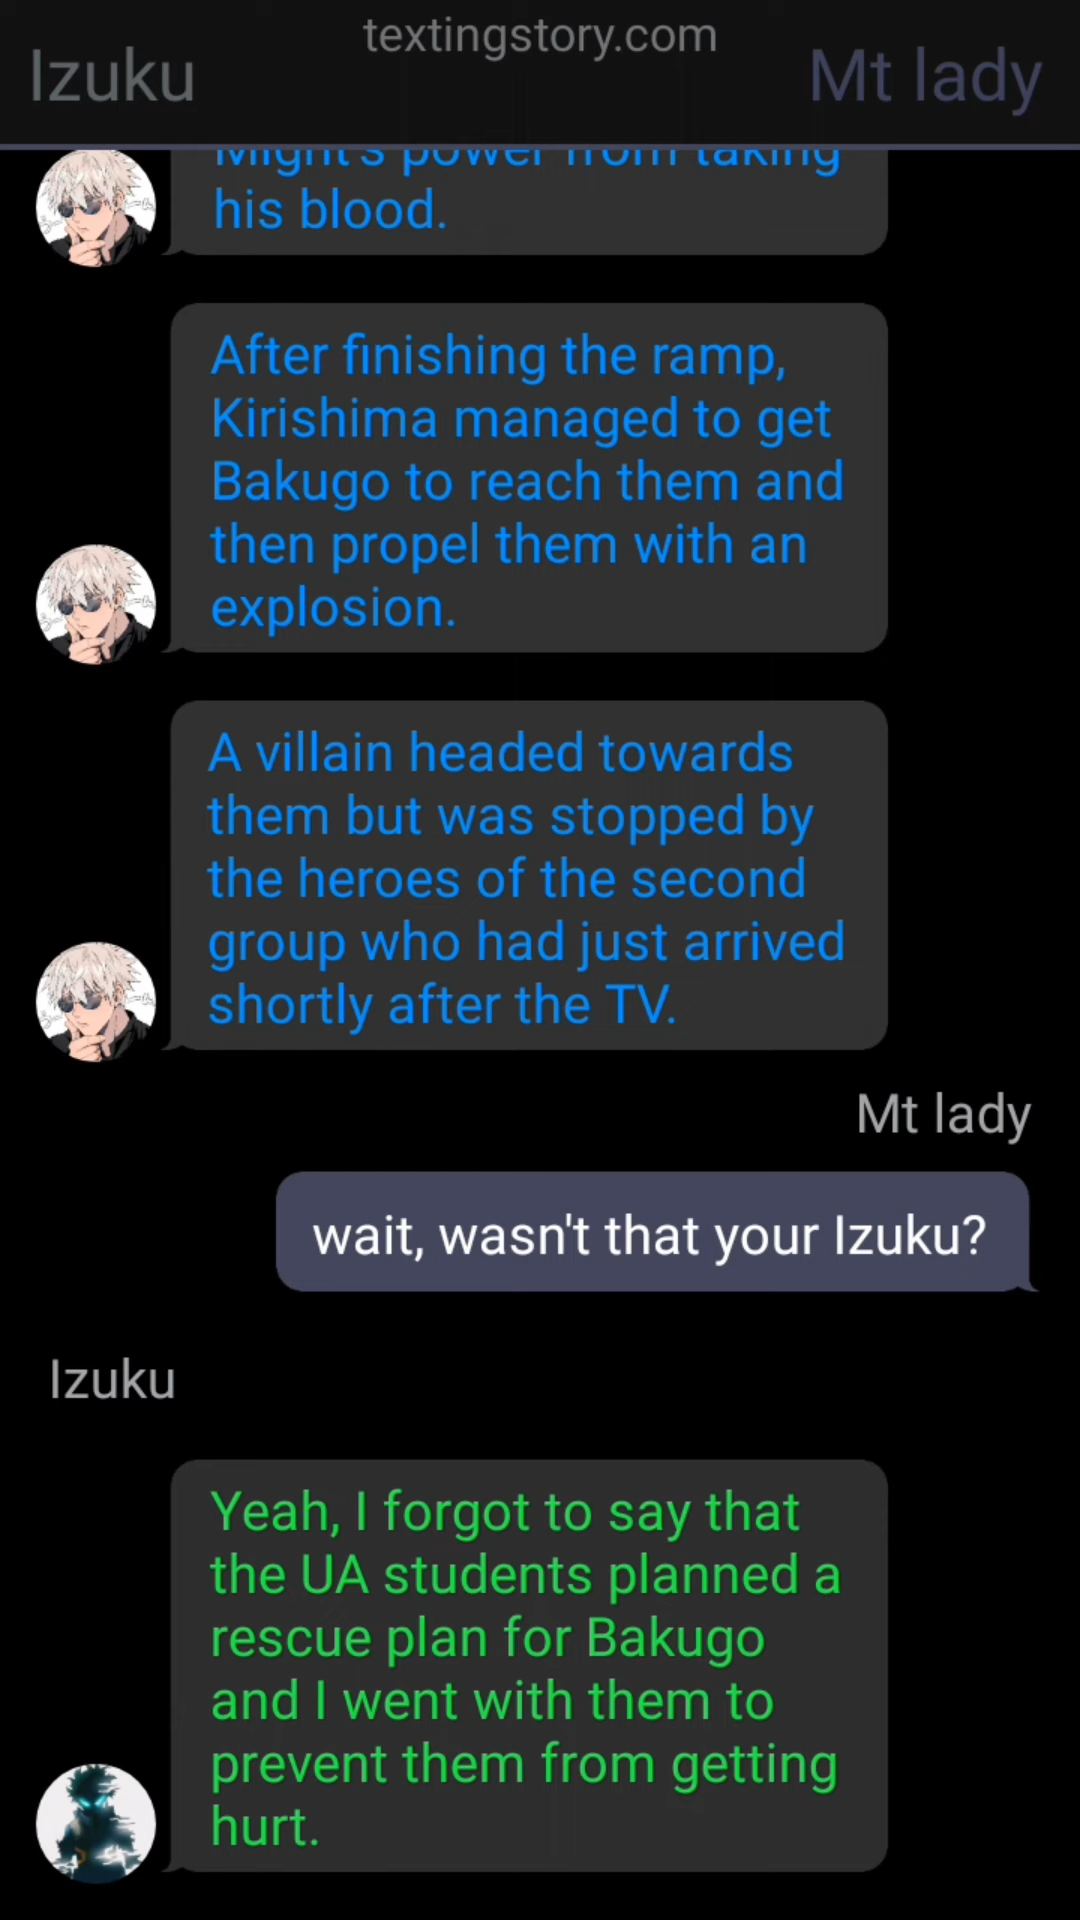 textingstory.com
Izuku
Mt lady
Might's power from taking
his blood.
After finishing the ramp,
Kirishima managed to get
Bakugo to reach them and
then propel them with an
explosion.
A villain headed towards
them but was stopped by
the heroes of the second
group who had just arrived
shortly after the TV.
Mt lady
wait, wasn't that your Izuku?
Izuku
Yeah, I forgot to say that
the UA students planned a
rescue plan for Bakugo
and I went with them to
prevent them from getting
hurt.